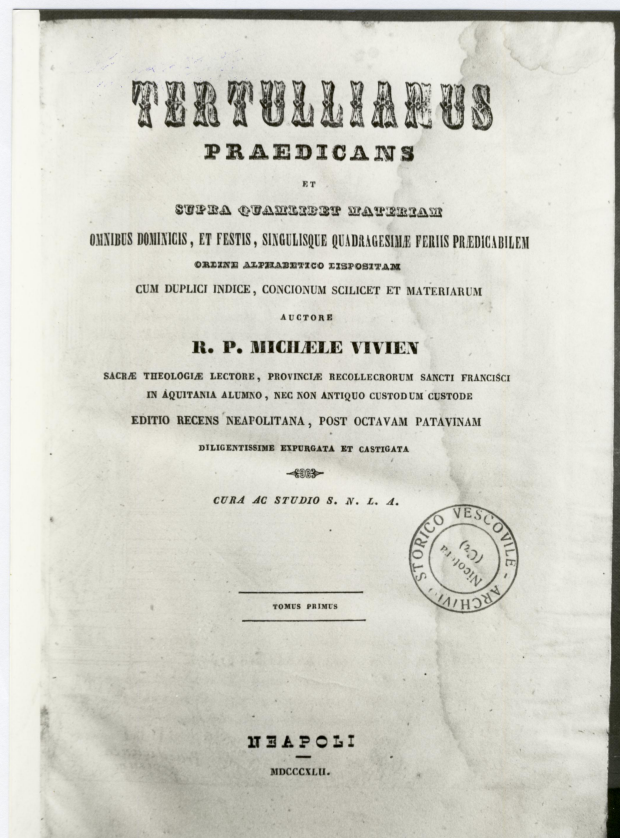 TERTULLIANUS
PRAEDICANS
ET
SUPRA QUAMLIBET MATERIAM
OMNIBUS DOMINICIS, ET FESTIS, SINGULISQUE QUADRAGESIMÆ FERIIS PRÆDICABILEM
ORDINE ALPHABETICO DISPOSITAM
CUM DUPLICI INDICE, CONCIONUM SCILICET ET MATERIARUM
AUCTORE
R. P. MICHÆLE VIVIEN
SACRÆ THEOLOGIÆ LECTORE, PROVINCIÆ RECOLLECRORUM SANCTI FRANCISCI
IN AQUITANIA ALUMNO, NEC NON ANTIQUO CUSTODUM CUSTODE
EDITIO RECENS NEAPOLITANA, POST OCTAVAM PATAVINAM
DILIGENTISSIME EXPURGATA ET CASTIGATA
CURA AC STUDIO S. N. L. A.
STORICO VESCOVILE - ARCHIVI
(Cz)
TOMUS PRIMUS
NEAPOLI
MDCCCXLII.